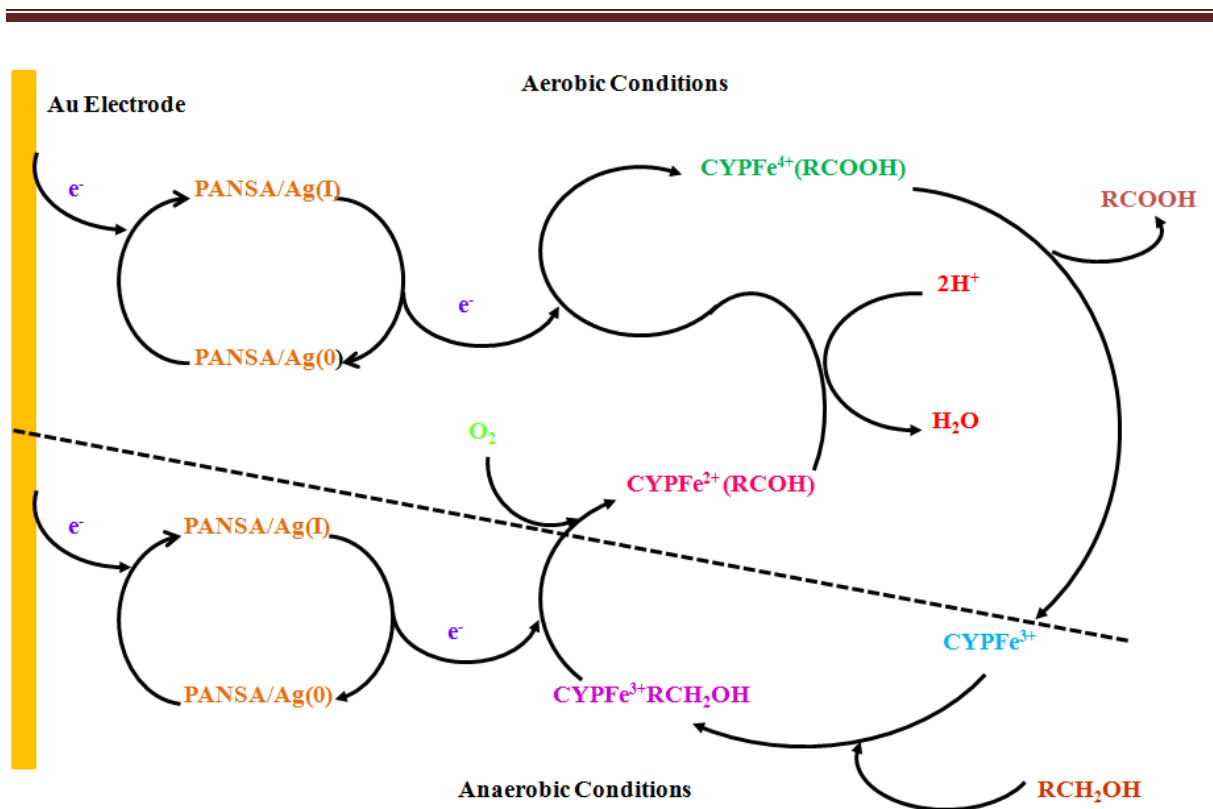 Aerobic Conditions
Au Electrode
CYPFe⁴⁺(RCOOH)
e⁻
PANSA/Ag(I)
RCOOH
2H⁺
e⁻
PANSA/Ag(0)
H₂O
O₂
CYPFe²⁺(RCOH)
e⁻
PANSA/Ag(I)
e⁻
CYPFe³⁺
PANSA/Ag(0)
CYPFe³⁺RCH₂OH
Anaerobic Conditions
RCH₂OH